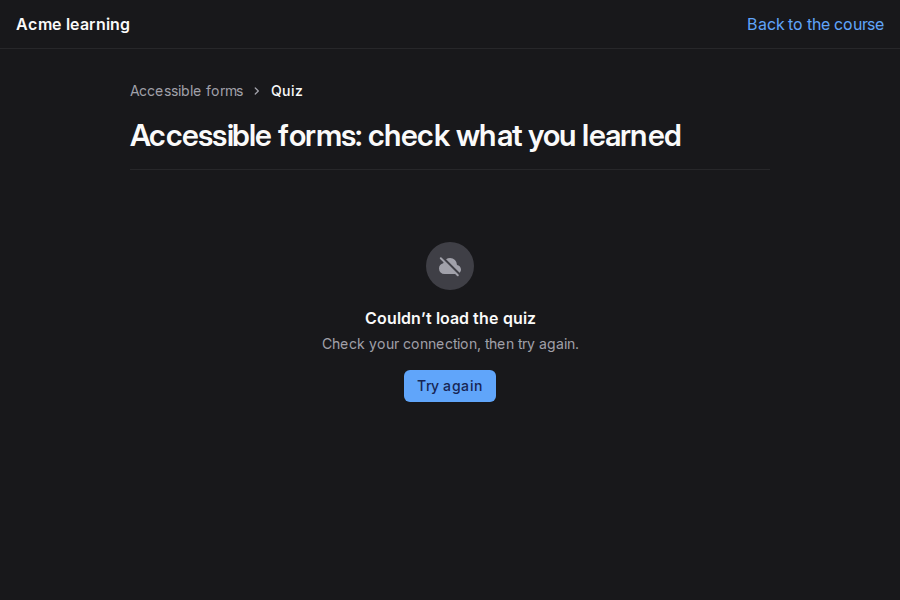 Acme learning
Back to the course
Accessible forms
Quiz
Accessible forms: check what you learned
Couldn’t load the quiz
Check your connection, then try again.
Try again